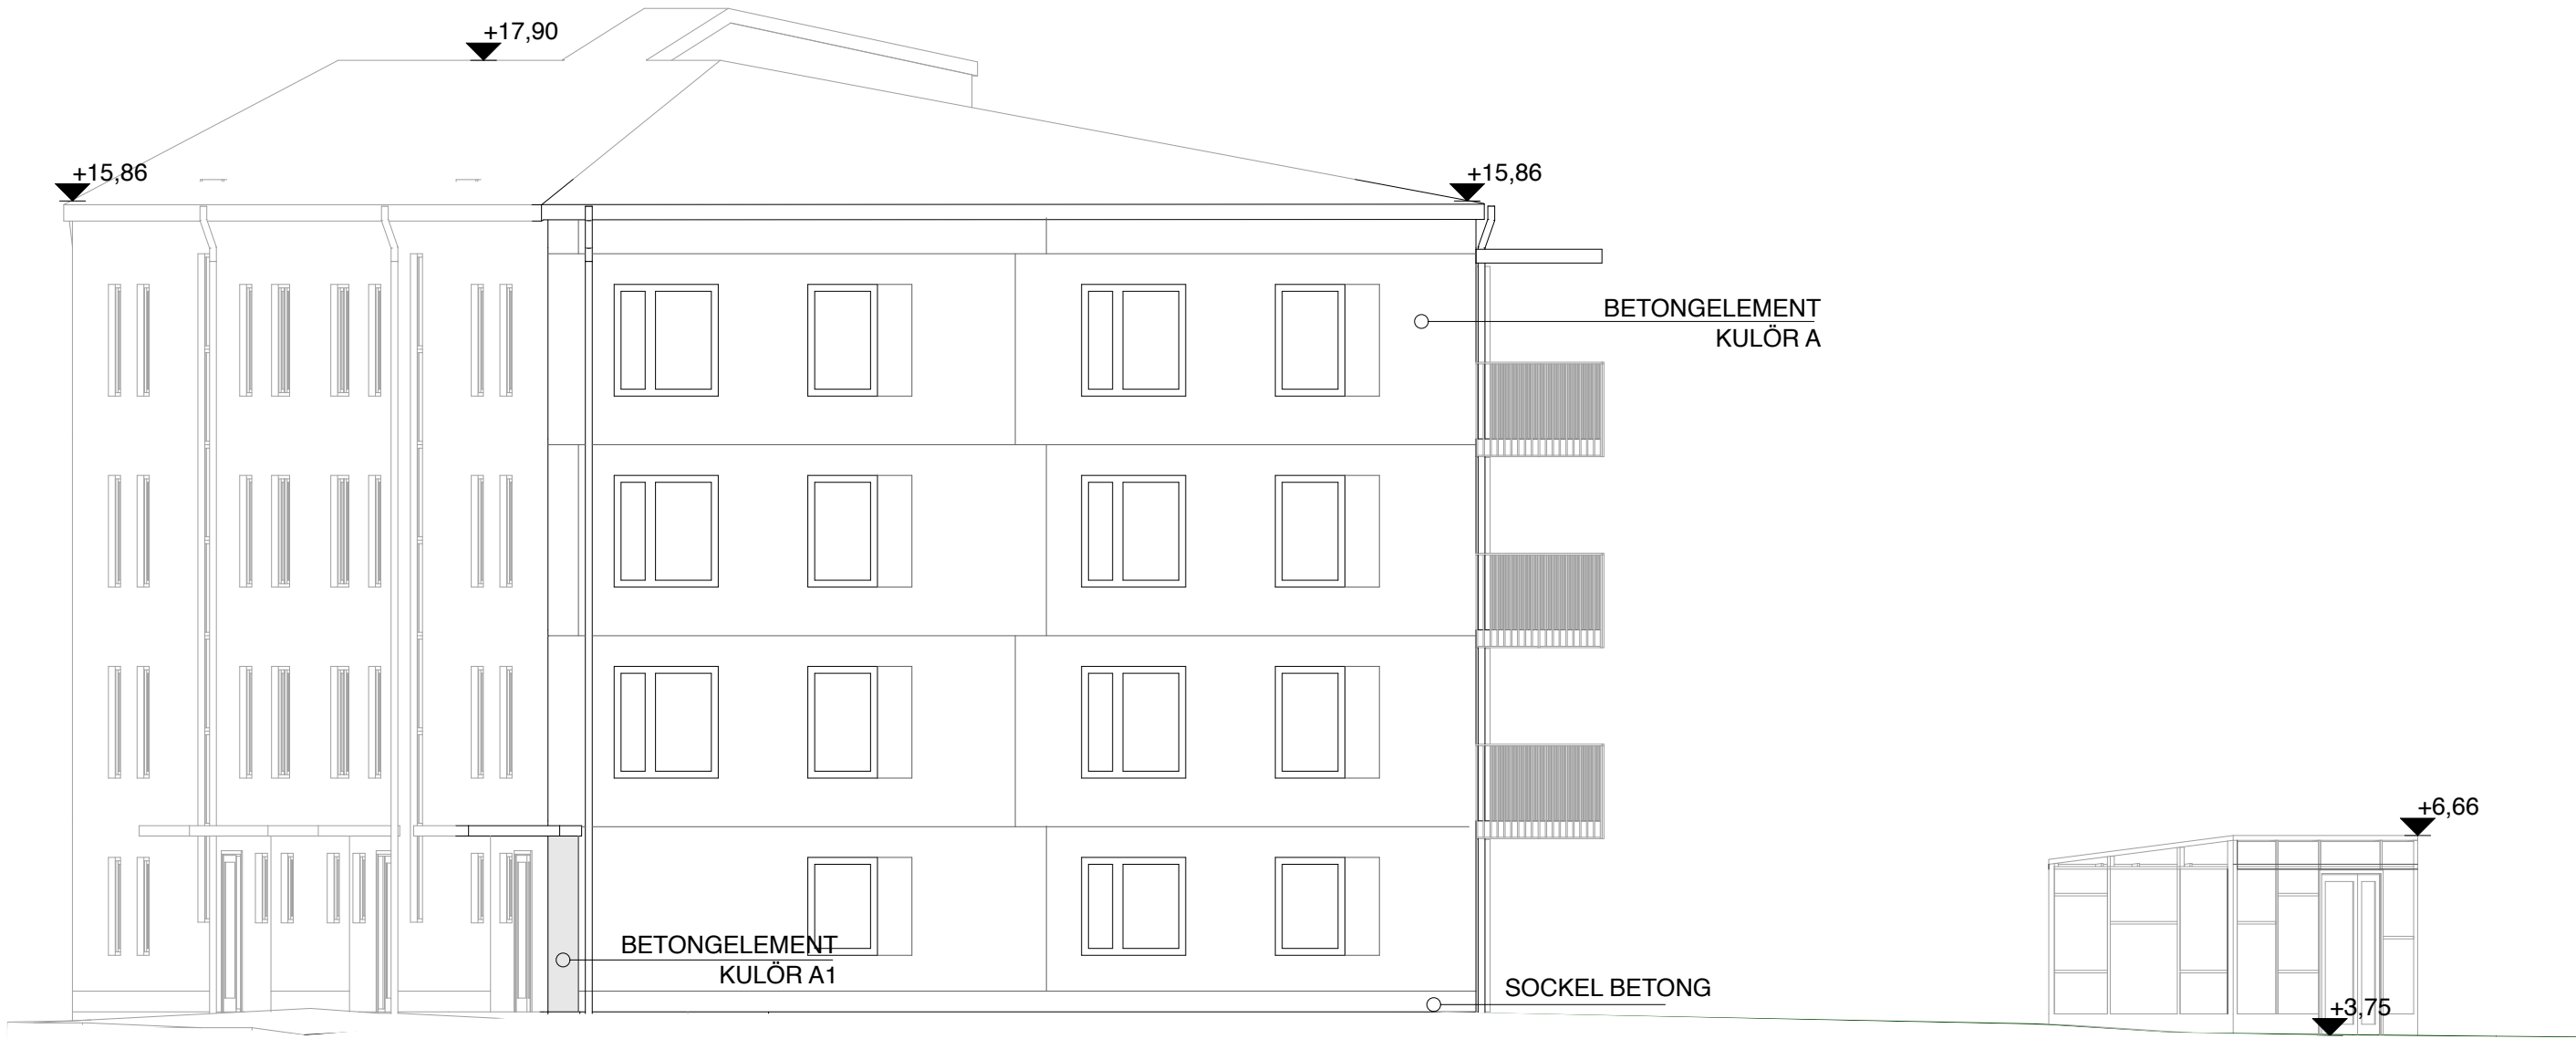 +17,90
+15,86
+15,86
BETONGELEMENT
KULÖR A
+6,66
BETONGELEMENT
KULÖR A1
SOCKEL BETONG
+3,75